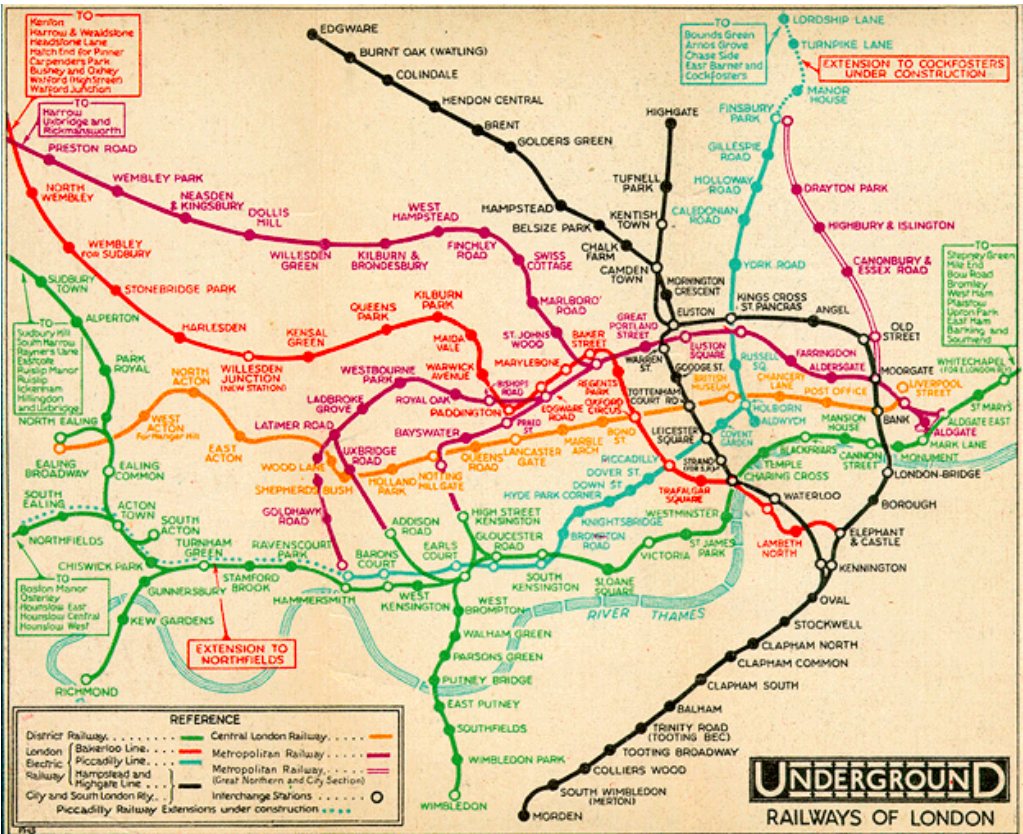 TO
Kenton
Harrow & Wealdstone
Headstone Lane
Hatch End for Pinner
Carpenders Park
Bushey and Oxhey
Watford (High Street)
Watford Junction
TO
Harrow
Uxbridge and
Rickmansworth
PRESTON ROAD
NORTH
WEMBLEY
WEMBLEY PARK
NEASDEN
& KINGSBURY
DOLLIS
HILL
WILLESDEN
GREEN
KILBURN &
BRONDESBURY
WEST
HAMPSTEAD
FINCHLEY
ROAD
SWISS
COTTAGE
MARLBORO'
ROAD
ST. JOHNS
WOOD
EDGWARE
BURNT OAK (WATLING)
COLINDALE
HENDON CENTRAL
BRENT
GOLDERS GREEN
HAMPSTEAD
BELSIZE PARK
CHALK
FARM
CAMDEN
TOWN
HIGHGATE
TUFNELL
PARK
KENTISH
TOWN
MORNINGTON
CRESCENT
EUSTON
TO
Bounds Green
Arnos Grove
Chase Side
East Barnet and
Cockfosters
LORDSHIP LANE
TURNPIKE LANE
EXTENSION TO COCKFOSTERS
UNDER CONSTRUCTION
MANOR
HOUSE
FINSBURY
PARK
GILLESPIE
ROAD
HOLLOWAY
ROAD
CALEDONIAN
ROAD
YORK ROAD
KINGS CROSS
ST. PANCRAS
DRAYTON PARK
HIGHBURY & ISLINGTON
CANONBURY &
ESSEX ROAD
ANGEL
OLD
STREET
MOORGATE
TO
Stepney Green
Mile End
Bow Road
Bromley
West Ham
Plaistow
Upton Park
East Ham
Barking and
Southend
WHITECHAPEL
(FOR E.LONDON RLY)
ST MARYS
ALDGATE EAST
ALDGATE
MARK LANE
MONUMENT
LIVERPOOL
STREET
BANK
WEMBLEY
FOR SUDBURY
STONEBRIDGE PARK
HARLESDEN
WILLESDEN
JUNCTION
(NEW STATION)
KENSAL
GREEN
QUEENS
PARK
KILBURN
PARK
MAIDA
VALE
WARWICK
AVENUE
PADDINGTON
MARYLEBONE
BAKER
STREET
GREAT
PORTLAND
STREET
REGENTS
PARK
EDGWARE
ROAD
BISHOPS
ROAD
PRAED
ST.
WARREN
ST.
EUSTON
SQUARE
GOODGE ST.
TOTTENHAM
COURT RD
RUSSELL
SQ.
FARRINGDON
ALDERSGATE
BRITISH
MUSEUM
CHANCERY
LANE
POST OFFICE
HOLBORN
ALDWYCH
COVENT
GARDEN
LEICESTER
SQUARE
STRAND
OXFORD
CIRCUS
BOND
ST.
MARBLE
ARCH
LANCASTER
GATE
QUEENS
ROAD
NOTTING
HILL GATE
HOLLAND
PARK
SHEPHERDS BUSH
WOOD LANE
EAST
ACTON
WEST
ACTON
For Hanger Hill
NORTH
ACTON
EALING
BROADWAY
SUDBURY
TOWN
ALPERTON
PARK
ROYAL
TO
Sudbury Hill
South Harrow
Rayners Lane
Eastcote
Ruislip Manor
Ruislip
Ickenham
Hillingdon
and Uxbridge
NORTH EALING
EALING
COMMON
SOUTH
EALING
NORTHFIELDS
ACTON
TOWN
SOUTH
ACTON
CHISWICK PARK
TURNHAM
GREEN
GUNNERSBURY
KEW GARDENS
RICHMOND
STAMFORD
BROOK
RAVENSCOURT
PARK
HAMMERSMITH
GOLDHAWK
ROAD
WESTBOURNE
PARK
ROYAL OAK
LADBROKE
GROVE
LATIMER ROAD
UXBRIDGE
ROAD
BAYSWATER
ADDISON
ROAD
BARONS
COURT
WEST
KENSINGTON
EARLS
COURT
HIGH STREET
KENSINGTON
GLOUCESTER
ROAD
SOUTH
KENSINGTON
BROMPTON
ROAD
KNIGHTSBRIDGE
HYDE PARK CORNER
DOWN ST.
DOVER ST.
PICCADILLY
TRAFALGAR
SQUARE
CHARING CROSS
TEMPLE
BLACKFRIARS
MANSION
HOUSE
CANNON
STREET
WESTMINSTER
ST JAMES
PARK
VICTORIA
SLOANE
SQUARE
WATERLOO
LAMBETH
NORTH
ELEPHANT
& CASTLE
LONDON-BRIDGE
BOROUGH
KENNINGTON
OVAL
STOCKWELL
CLAPHAM NORTH
CLAPHAM COMMON
CLAPHAM SOUTH
BALHAM
TRINITY ROAD
(TOOTING BEC)
TOOTING BROADWAY
COLLIERS WOOD
SOUTH WIMBLEDON
(MERTON)
MORDEN
RIVER THAMES
WEST
BROMPTON
WALHAM GREEN
PARSONS GREEN
PUTNEY BRIDGE
EAST PUTNEY
SOUTHFIELDS
WIMBLEDON PARK
WIMBLEDON
TO
Boston Manor
Osterley
Hounslow East
Hounslow Central
Hounslow West
EXTENSION TO
NORTHFIELDS
REFERENCE
District Railway
London Electric Railway
Bakerloo Line
Piccadilly Line
Hampstead and
Highgate Line
City and South London Rly.
Central London Railway
Metropolitan Railway
Metropolitan Railway
(Great Northern and City Section)
Interchange Stations
Piccadilly Railway Extensions under construction
UNDERGROUND
RAILWAYS OF LONDON